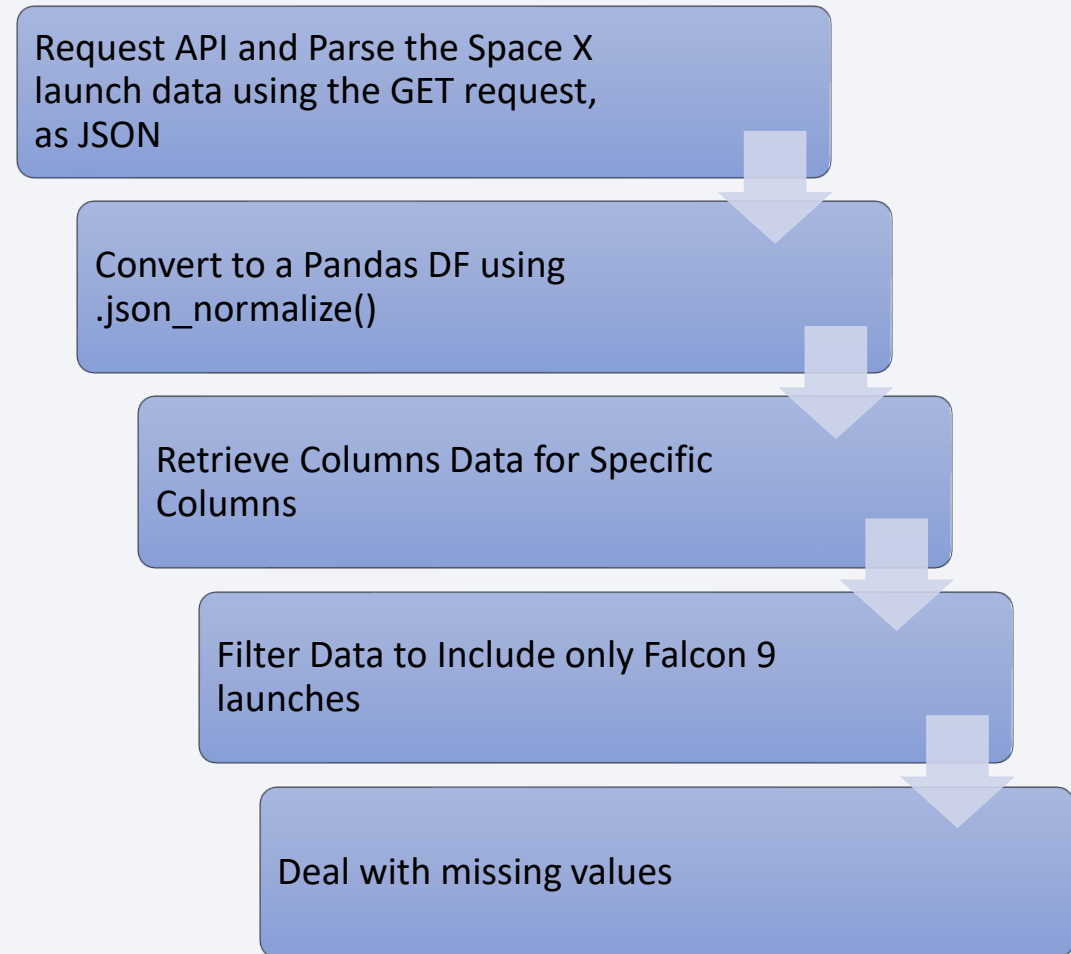 Request API and Parse the Space X
launch data using the GET request,
as JSON
Convert to a Pandas DF using
.json_normalize()
Retrieve Columns Data for Specific
Columns
Filter Data to Include only Falcon 9
launches
Deal with missing values